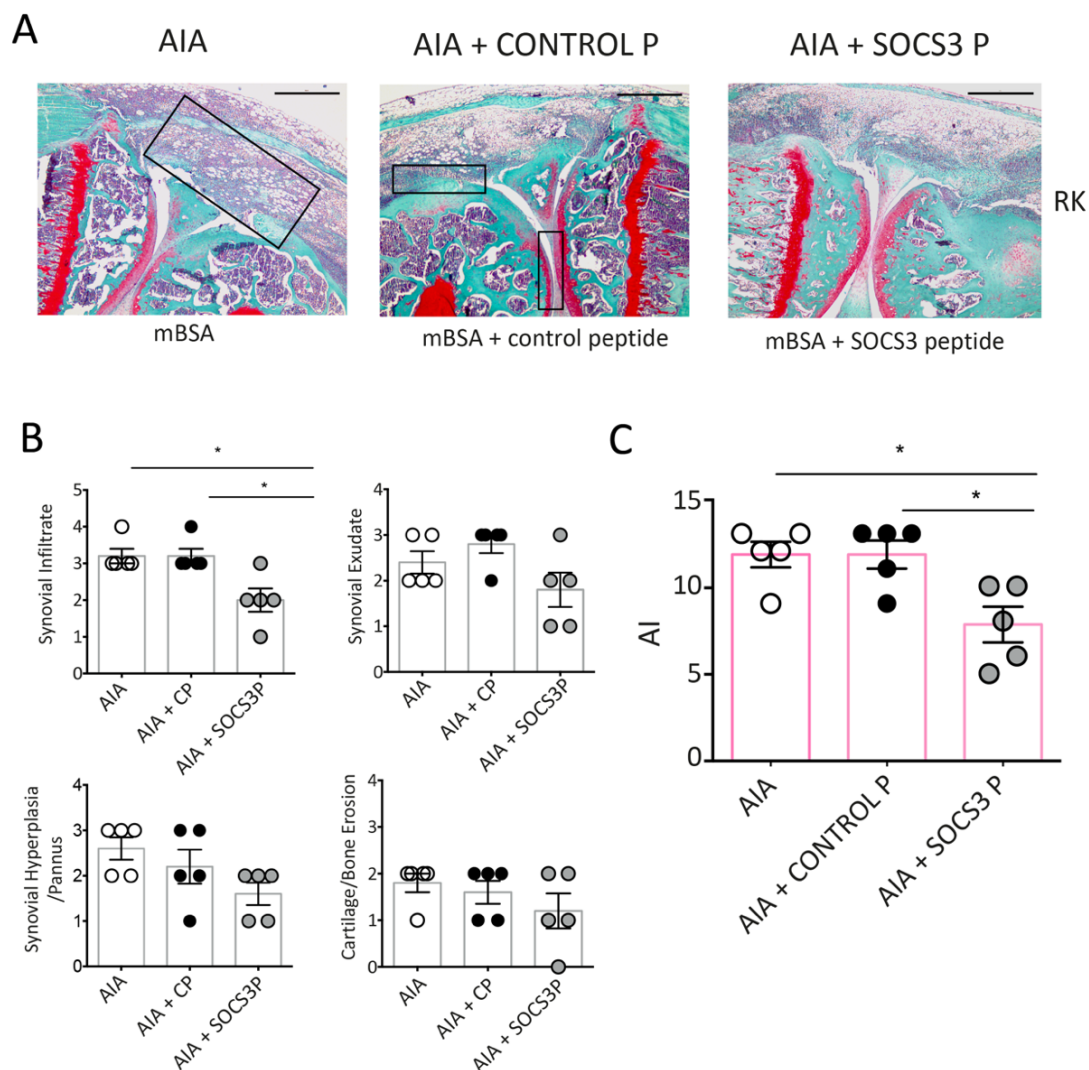 A
AIA
AIA + CONTROL P
AIA + SOCS3 P
RK
mBSA
mBSA + control peptide
mBSA + SOCS3 peptide
B
*
*
Synovial Infiltrate
5
4
3
2
1
0
AIA
AIA + CP
AIA + SOCS3P
Synovial Exudate
4
3
2
1
0
AIA
AIA + CP
AIA + SOCS3P
Synovial Hyperplasia
/Pannus
4
3
2
1
0
AIA
AIA + CP
AIA + SOCS3P
Cartilage/Bone Erosion
4
3
2
1
0
AIA
AIA + CP
AIA + SOCS3P
C
*
*
AI
15
10
5
0
AIA
AIA + CONTROL P
AIA + SOCS3 P